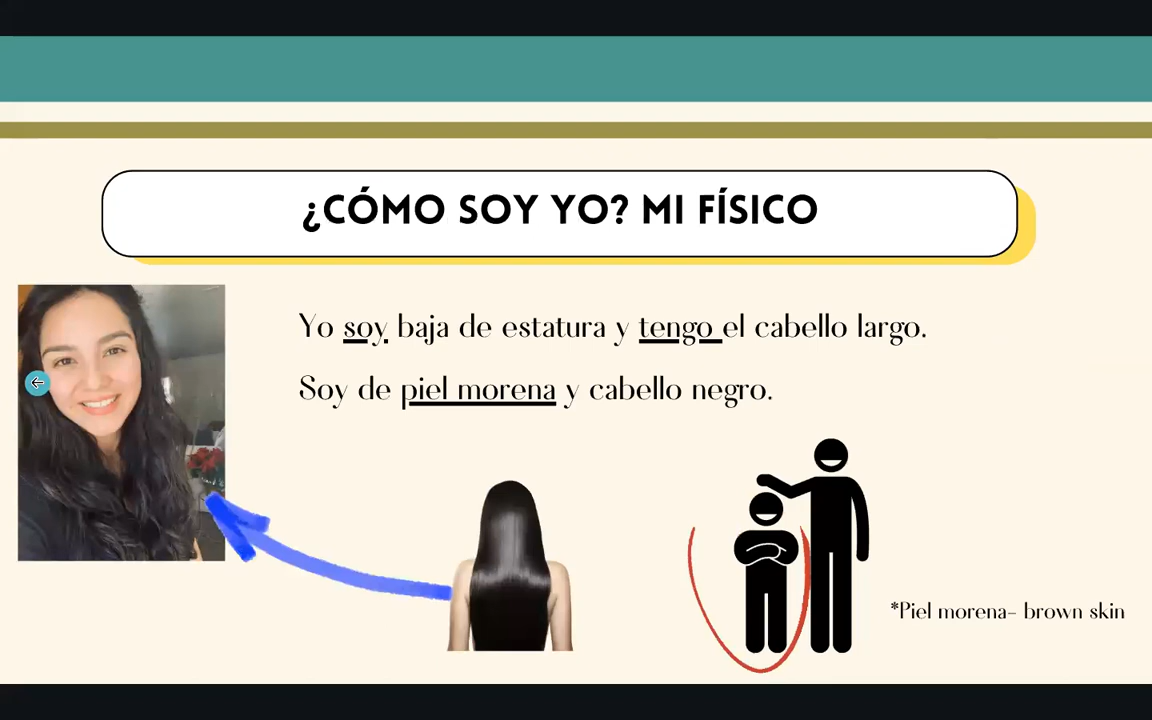 ¿CÓMO SOY YO? MI FÍSICO
Yo soy baja de estatura y tengo el cabello largo.
Soy de piel morena y cabello negro.
*Piel morena- brown skin